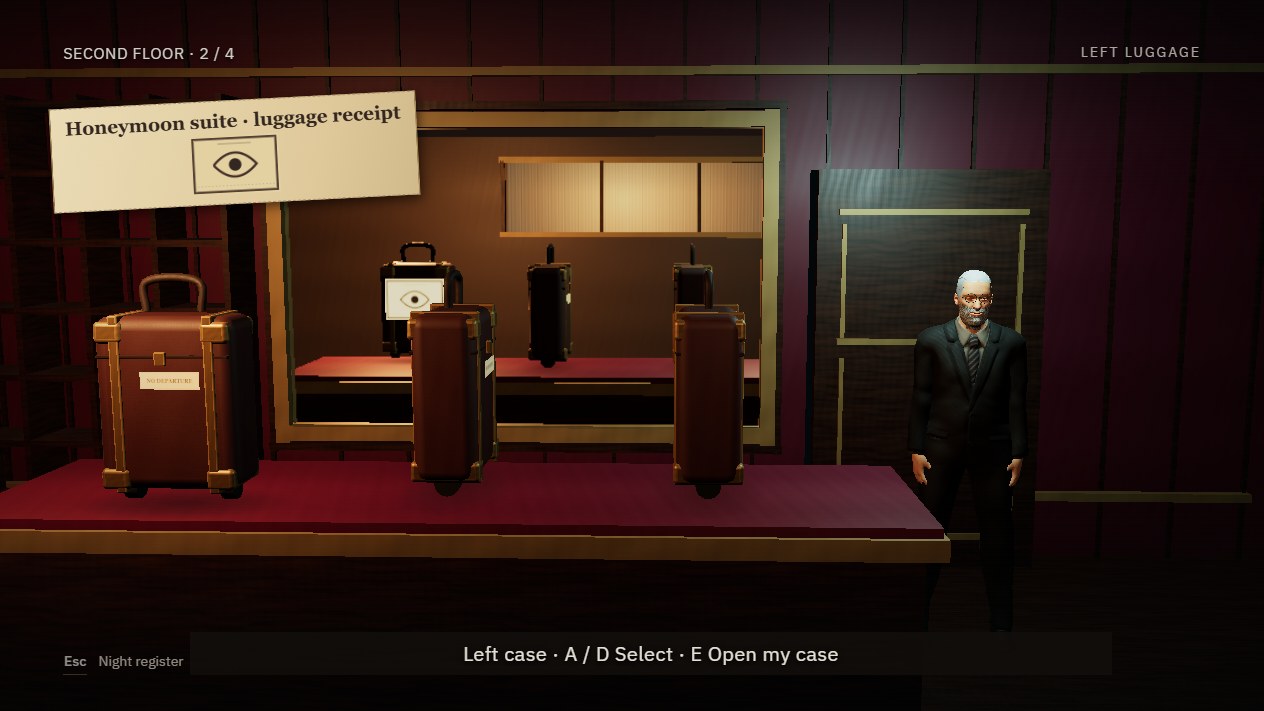 SECOND FLOOR · 2 / 4
LEFT LUGGAGE
Honeymoon suite · luggage receipt
NO DEPARTURE
Left case · A / D Select · E Open my case
Esc Night register